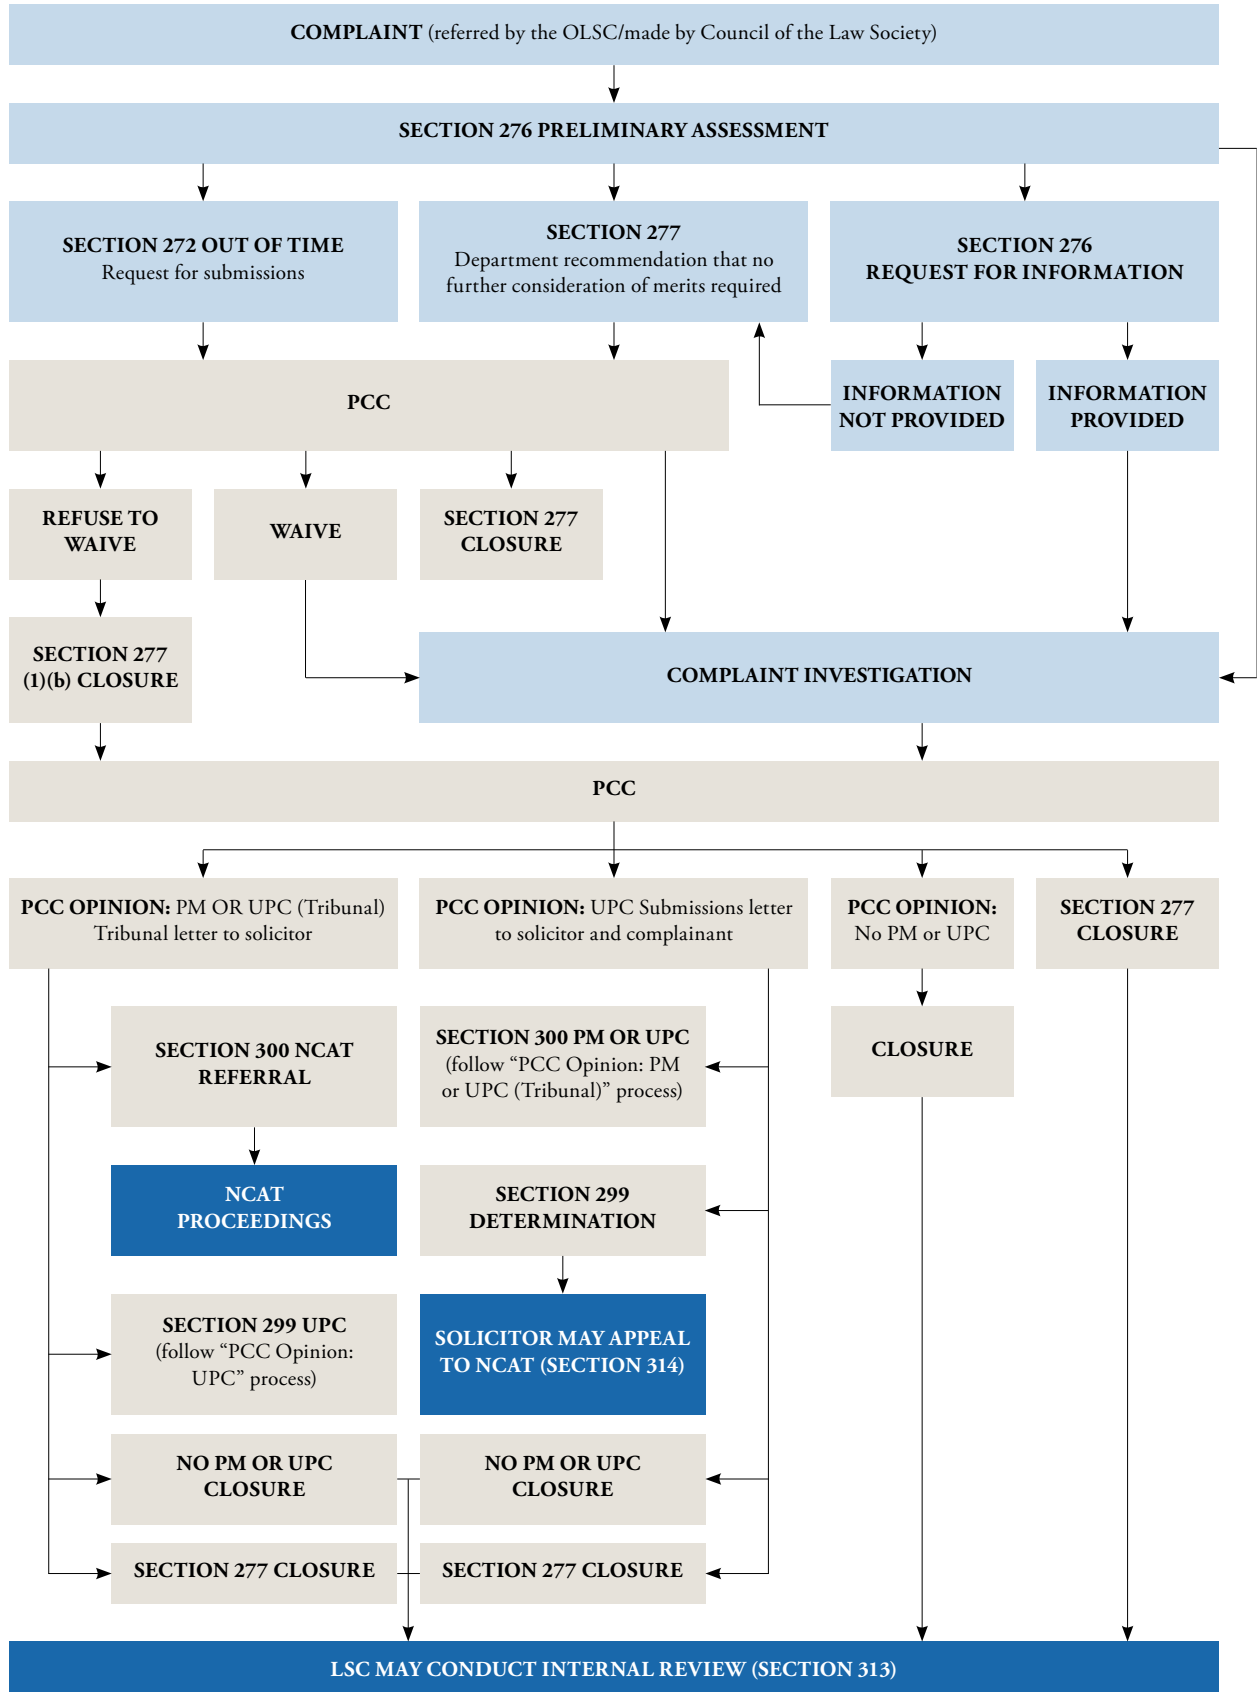 COMPLAINT (referred by the OLSC/made by Council of the Law Society)
SECTION 276 PRELIMINARY ASSESSMENT
SECTION 272 OUT OF TIME
Request for submissions
SECTION 277
Department recommendation that no
further consideration of merits required
SECTION 276
REQUEST FOR INFORMATION
PCC
INFORMATION
NOT PROVIDED
INFORMATION
PROVIDED
REFUSE TO
WAIVE
WAIVE
SECTION 277
CLOSURE
SECTION 277
(1)(b) CLOSURE
COMPLAINT INVESTIGATION
PCC
PCC OPINION: PM OR UPC (Tribunal)
Tribunal letter to solicitor
PCC OPINION: UPC Submissions letter
to solicitor and complainant
PCC OPINION:
No PM or UPC
SECTION 277
CLOSURE
SECTION 300 NCAT
REFERRAL
SECTION 300 PM OR UPC
(follow “PCC Opinion: PM
or UPC (Tribunal)” process)
CLOSURE
NCAT
PROCEEDINGS
SECTION 299
DETERMINATION
SECTION 299 UPC
(follow “PCC Opinion:
UPC” process)
SOLICITOR MAY APPEAL
TO NCAT (SECTION 314)
NO PM OR UPC
CLOSURE
NO PM OR UPC
CLOSURE
SECTION 277 CLOSURE
SECTION 277 CLOSURE
LSC MAY CONDUCT INTERNAL REVIEW (SECTION 313)